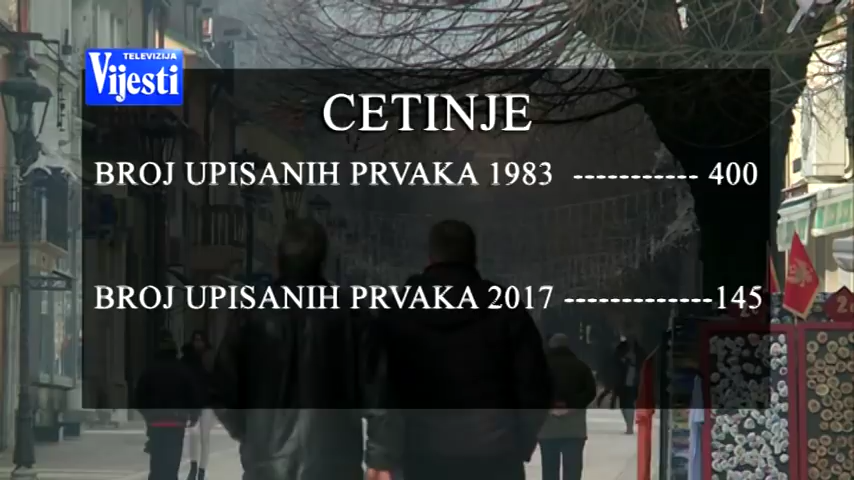 TELEVIZIJA
Vijesti
CETINJE
BROJ UPISANIH PRVAKA 1983 ----------- 400
BROJ UPISANIH PRVAKA 2017 -------------145